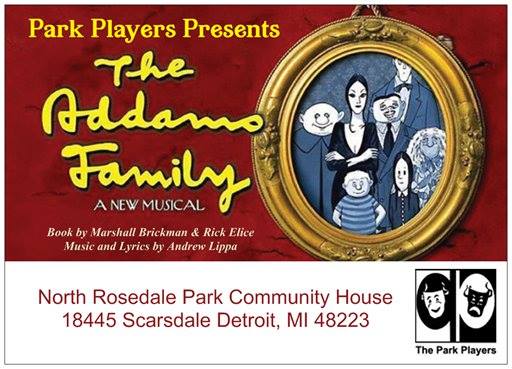 Park Players Presents
The
Addams
Family
A NEW MUSICAL
Book by Marshall Brickman & Rick Elice
Music and Lyrics by Andrew Lippa
North Rosedale Park Community House
18445 Scarsdale Detroit, MI 48223
The Park Players